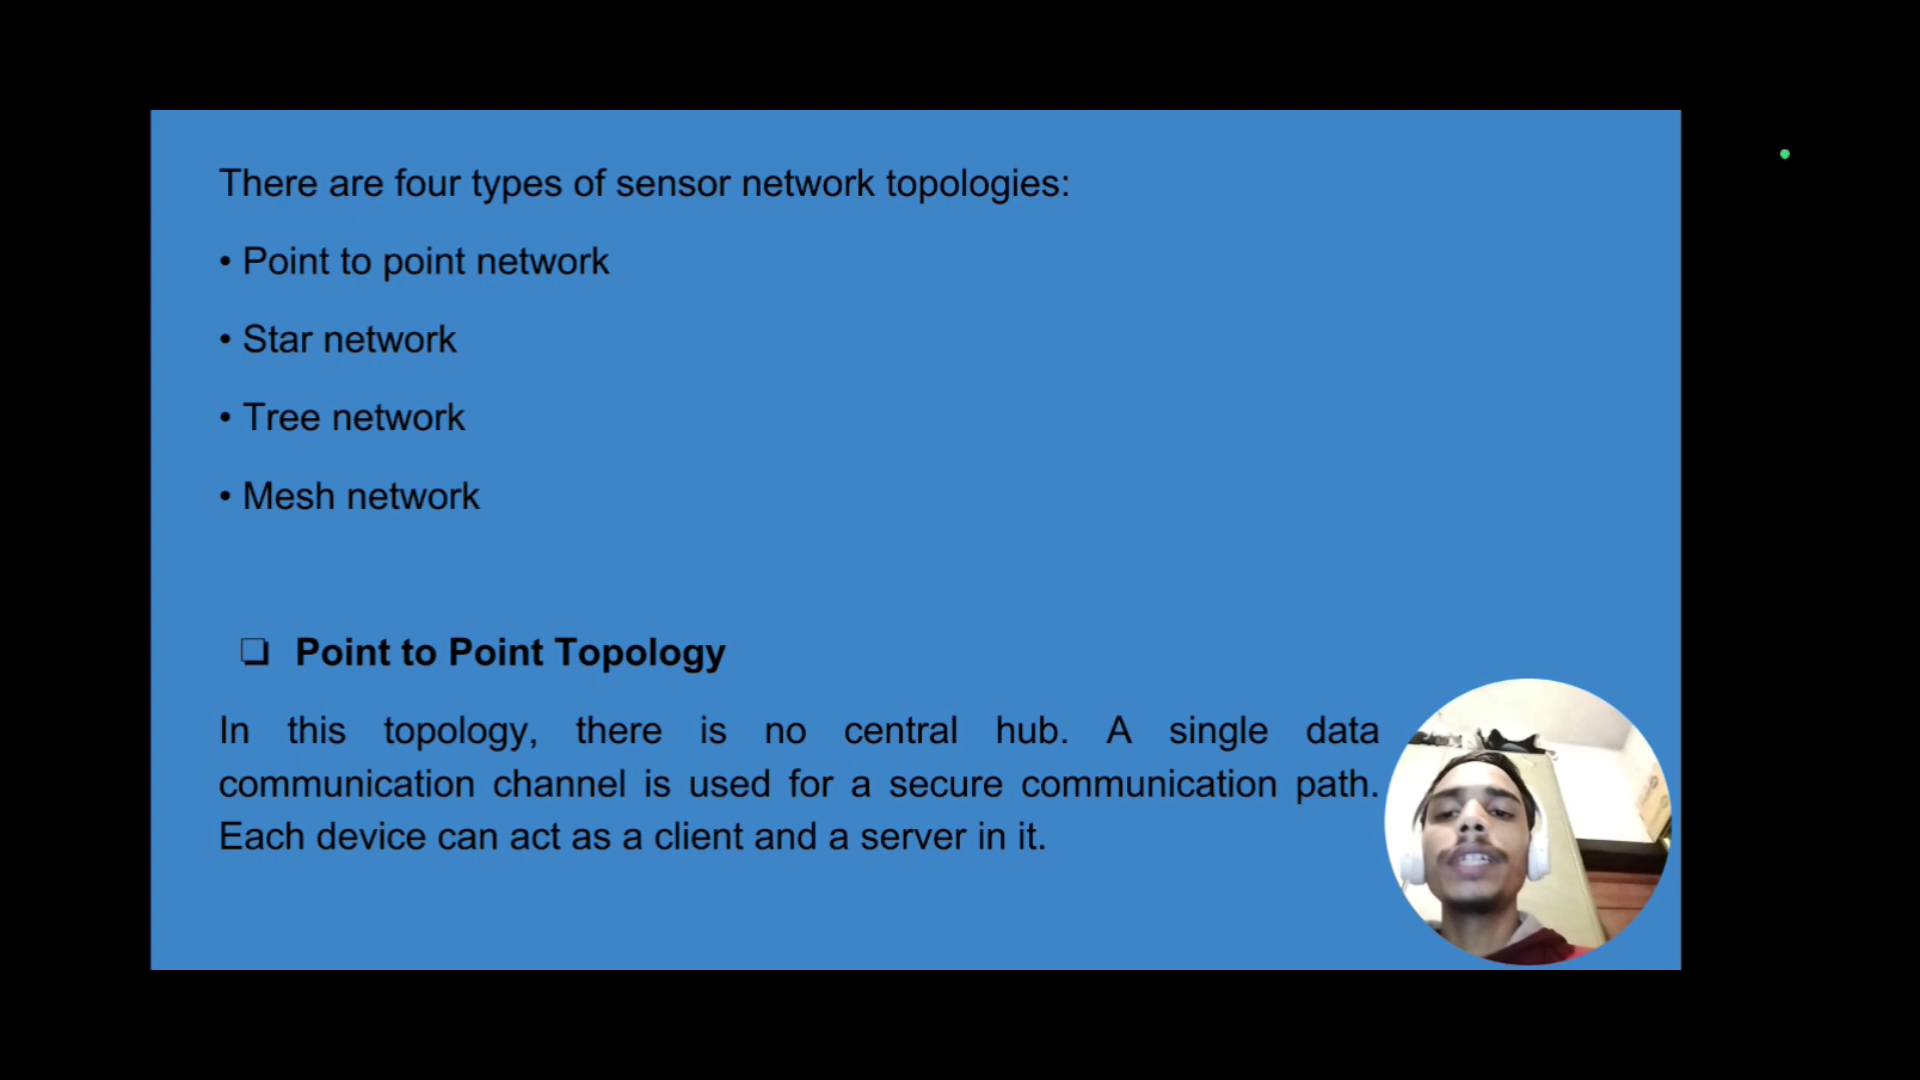 There are four types of sensor network topologies:
• Point to point network
• Star network
• Tree network
• Mesh network
❏ Point to Point Topology
In this topology, there is no central hub. A single data
communication channel is used for a secure communication path.
Each device can act as a client and a server in it.